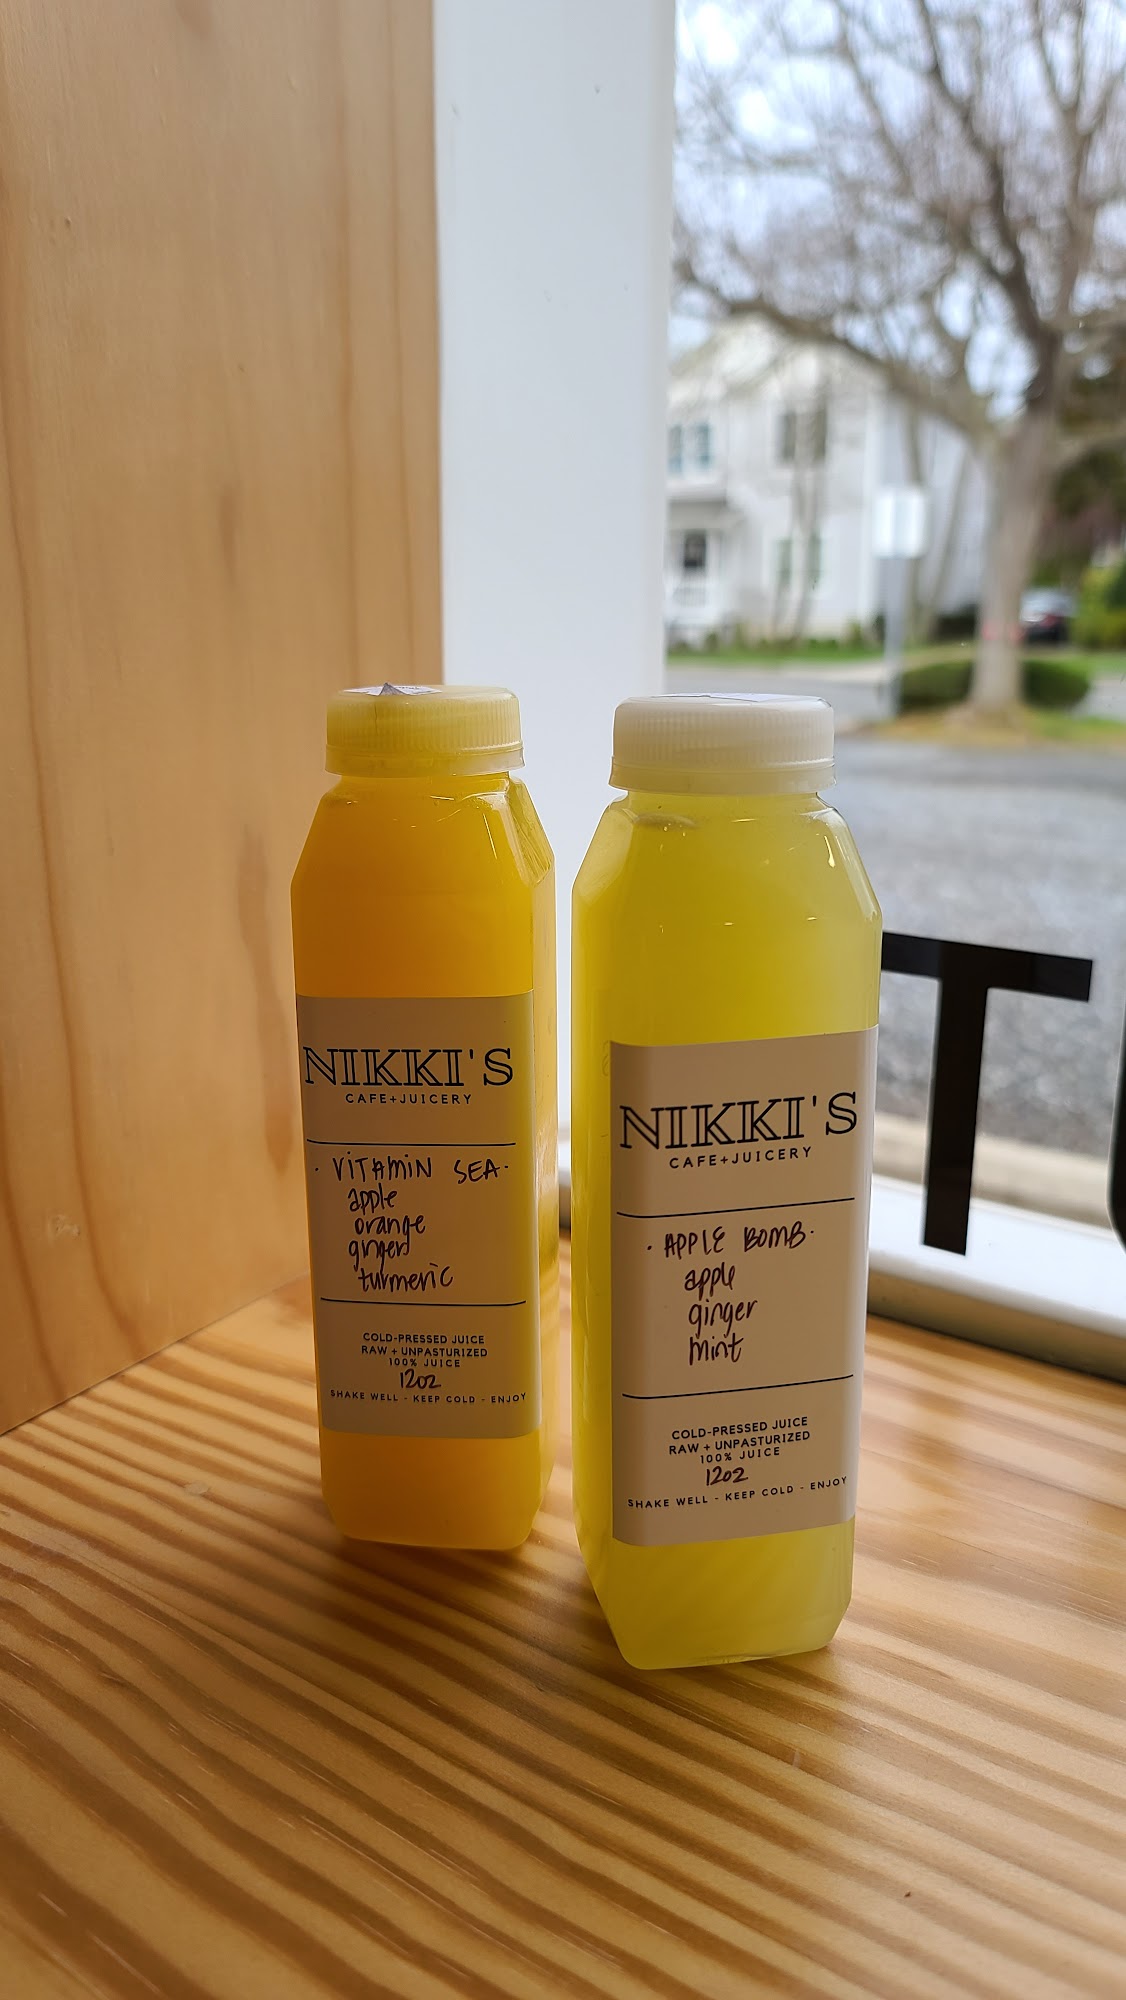 NIKKI'S
CAFE+JUICERY
· VITAMIN SEA ·
apple
orange
ginger
turmeric
COLD-PRESSED JUICE
RAW + UNPASTURIZED
100% JUICE
12oz
SHAKE WELL - KEEP COLD - ENJOY
NIKKI'S
CAFE+JUICERY
· APPLE BOMB ·
apple
ginger
mint
COLD-PRESSED JUICE
RAW + UNPASTURIZED
100% JUICE
12oz
SHAKE WELL - KEEP COLD - ENJOY
T